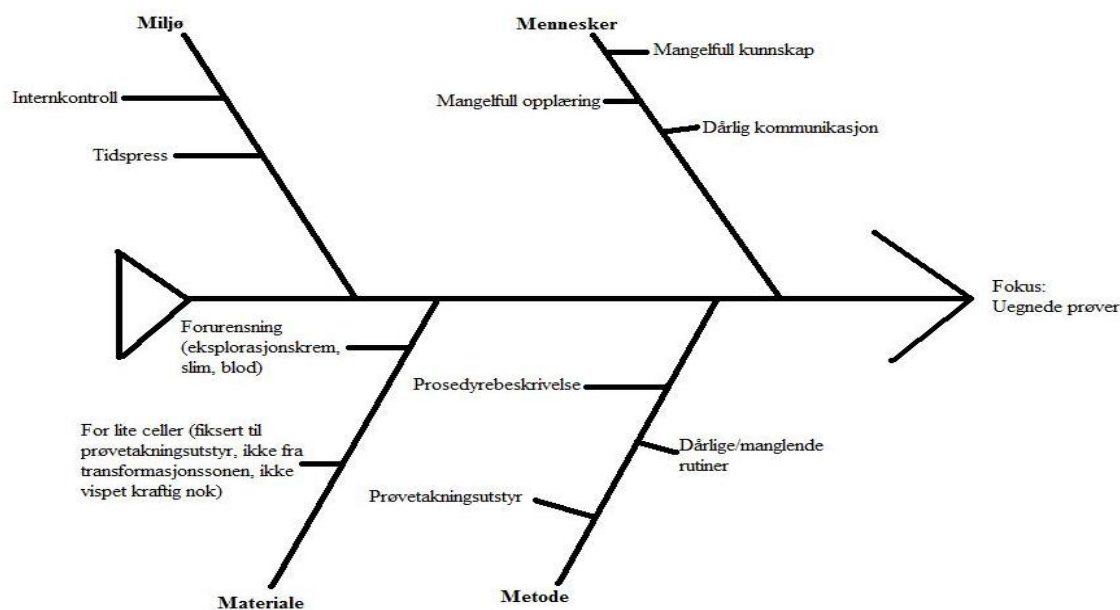 Miljø
Mennesker
Mangelfull kunnskap
Internkontroll
Mangelfull opplæring
Dårlig kommunikasjon
Tidspress
Fokus:
Uegnede prøver
Forurensning
(eksplorasjonskrem,
slim, blod)
Prosedyrebeskrivelse
For lite celler (fiksert til
prøvetakningsutstyr, ikke fra
transformasjonssonen, ikke
vispet kraftig nok)
Dårlige/manglende
rutiner
Prøvetakningsutstyr
Materiale
Metode